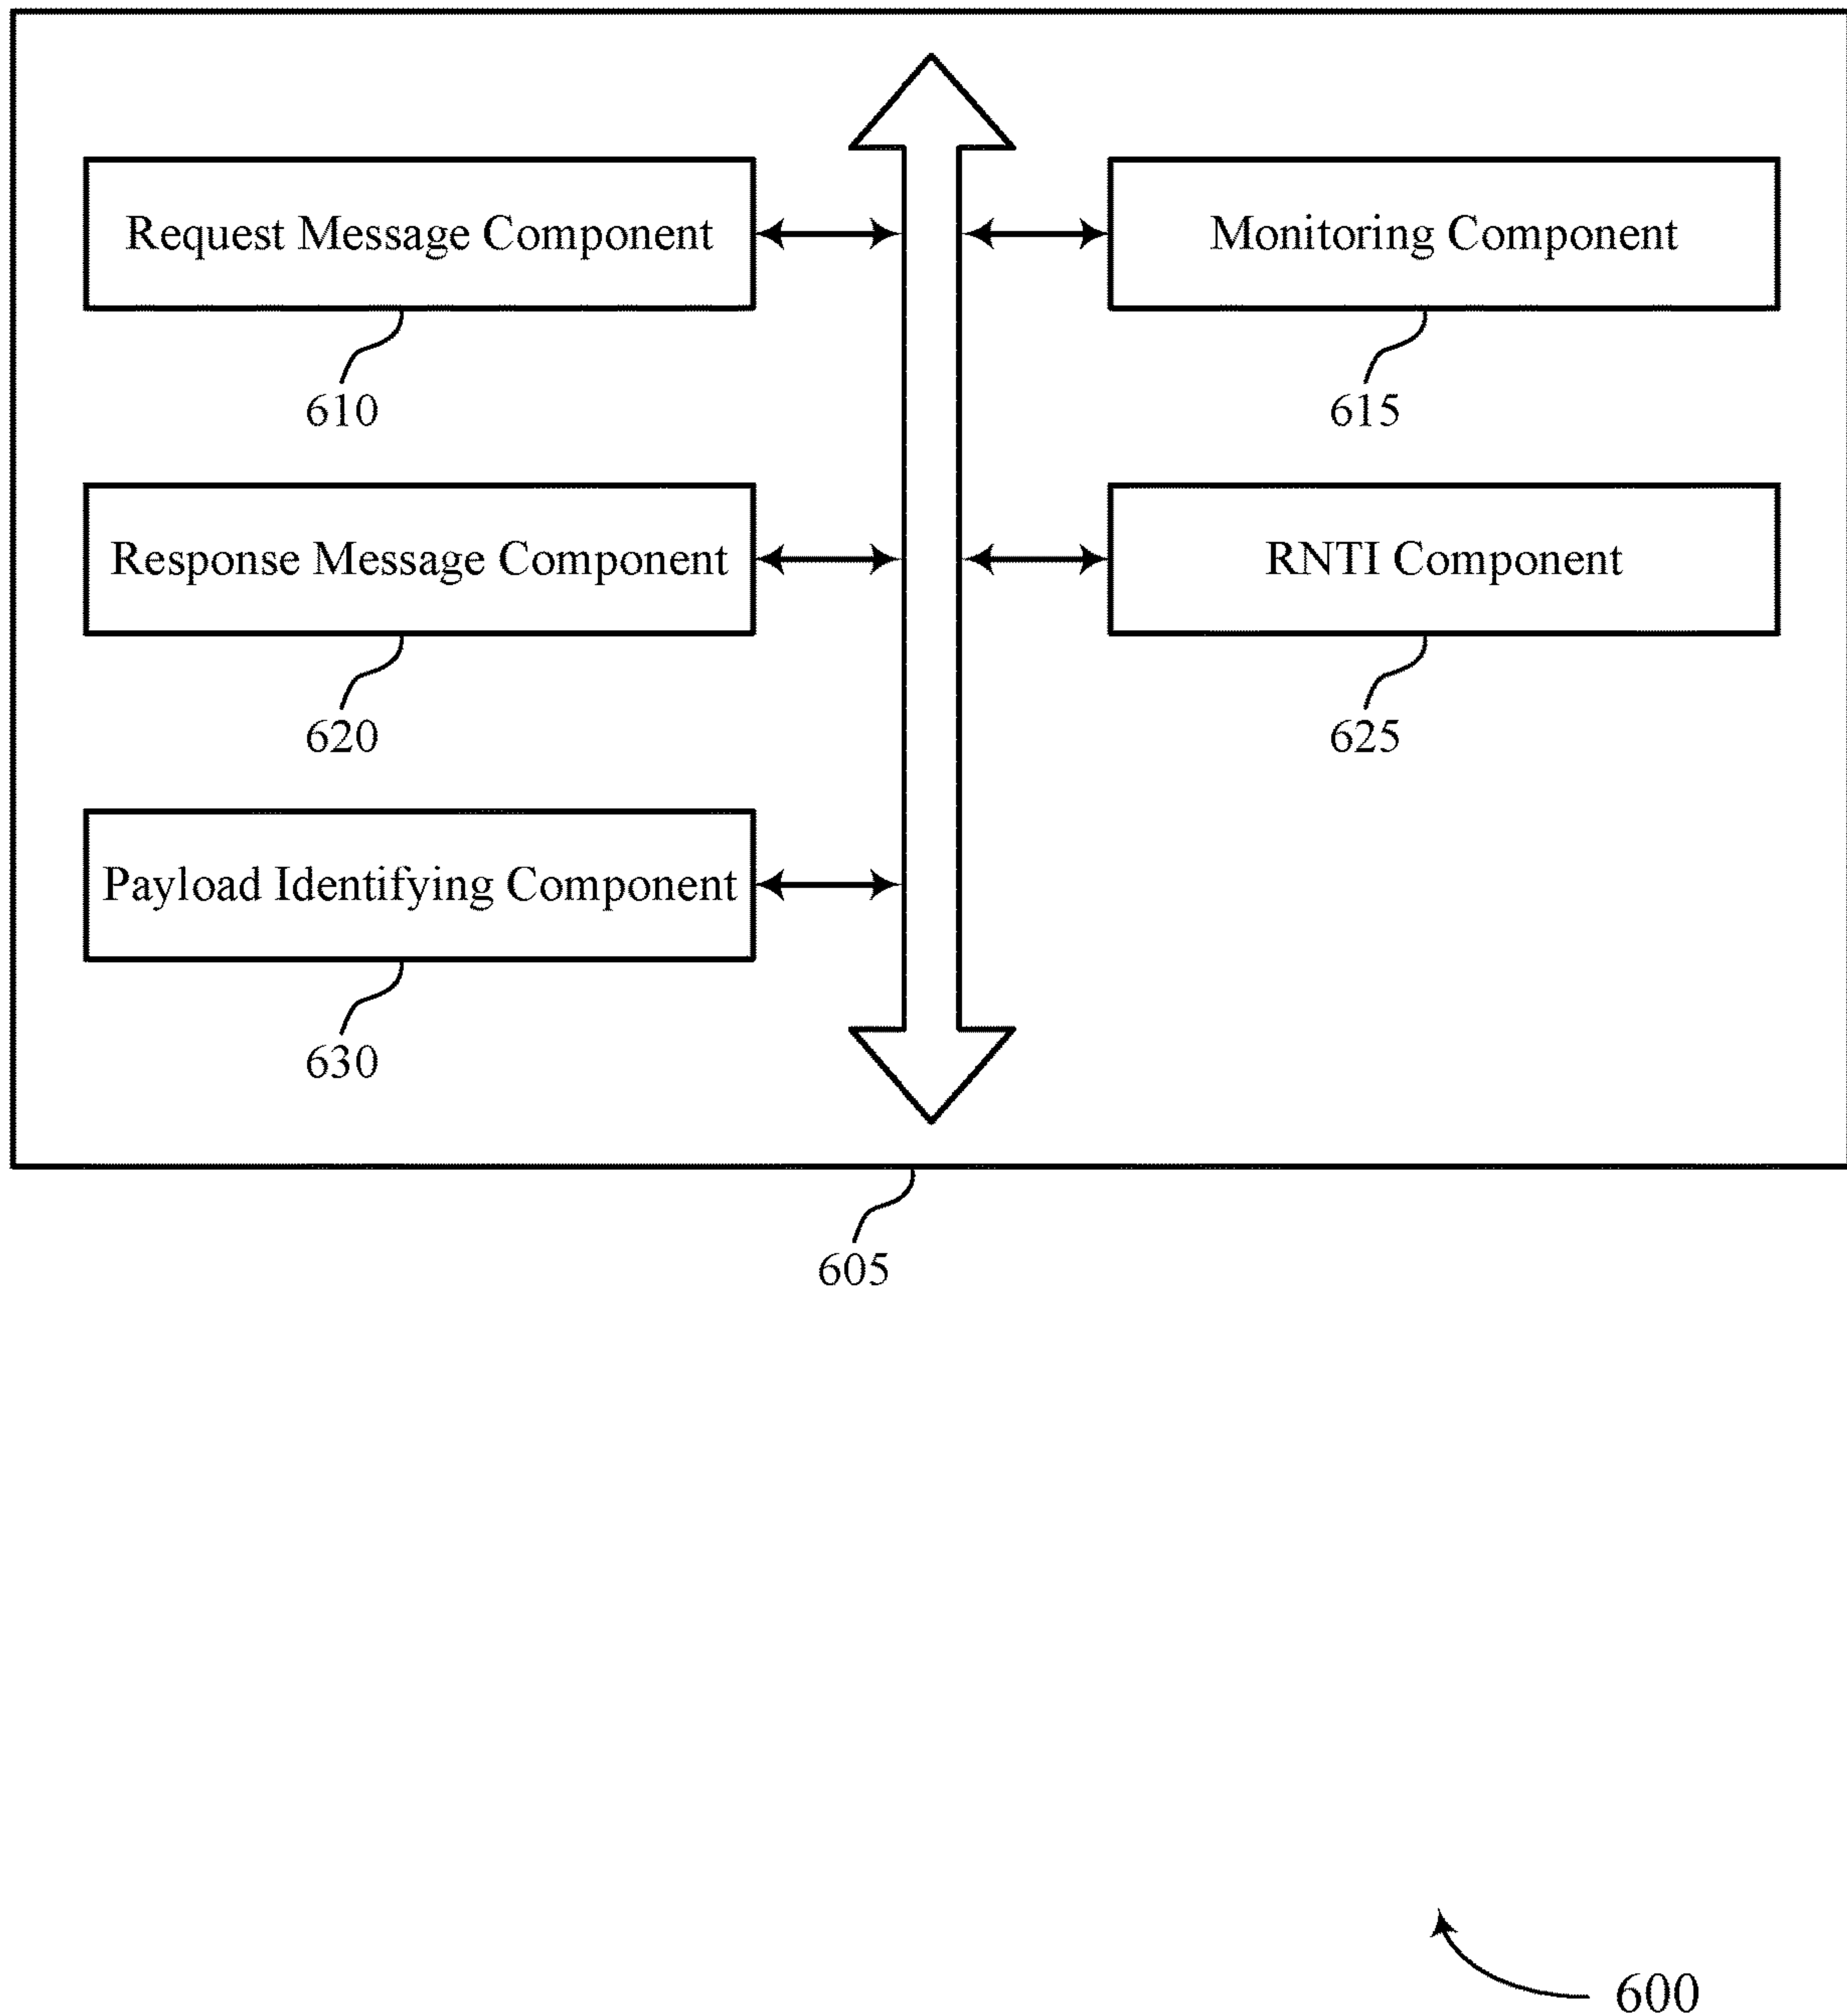 Request Message Component
Monitoring Component
610
615
Response Message Component
RNTI Component
620
625
Payload Identifying Component
630
605
600